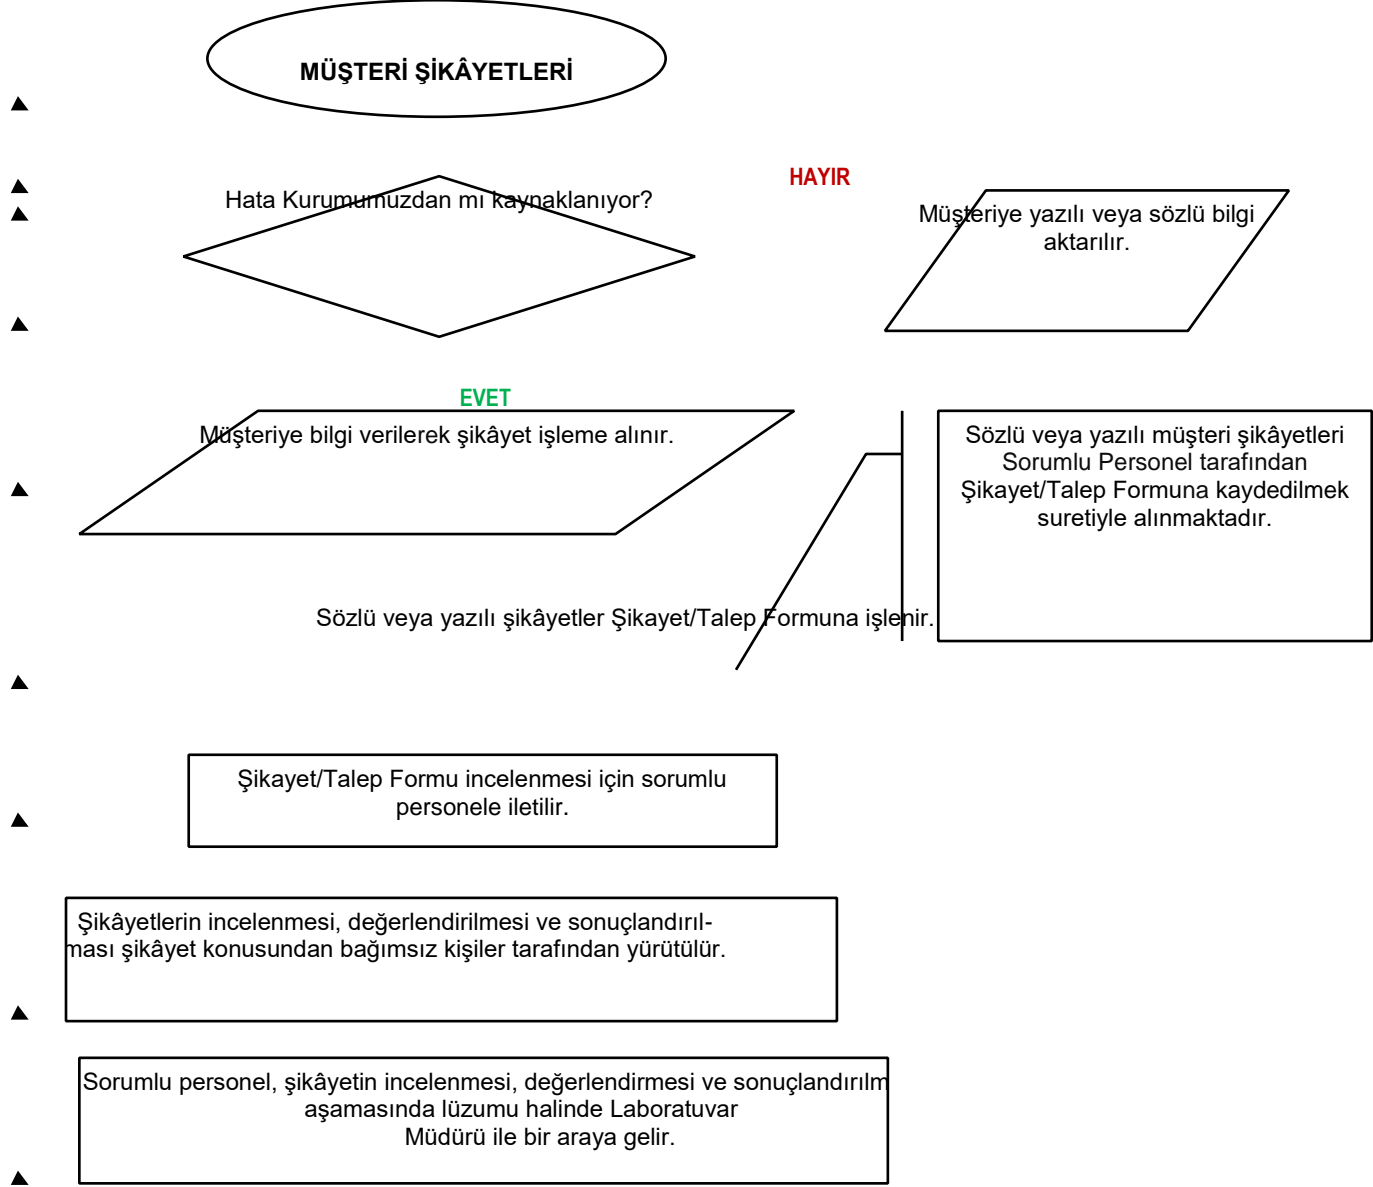 MÜŞTERİ ŞİKÂYETLERİ
HAYIR
Hata Kurumumuzdan mı kaynaklanıyor?
Müşteriye yazılı veya sözlü bilgi
aktarılır.
EVET
Müşteriye bilgi verilerek şikâyet işleme alınır.
Sözlü veya yazılı müşteri şikâyetleri
Sorumlu Personel tarafından
Şikayet/Talep Formuna kaydedilmek
suretiyle alınmaktadır.
Sözlü veya yazılı şikâyetler Şikayet/Talep Formuna işlenir.
Şikayet/Talep Formu incelenmesi için sorumlu
personele iletilir.
Şikâyetlerin incelenmesi, değerlendirilmesi ve sonuçlandırıl-
ması şikâyet konusundan bağımsız kişiler tarafından yürütülür.
Sorumlu personel, şikâyetin incelenmesi, değerlendirmesi ve sonuçlandırılm
aşamasında lüzumu halinde Laboratuvar
Müdürü ile bir araya gelir.